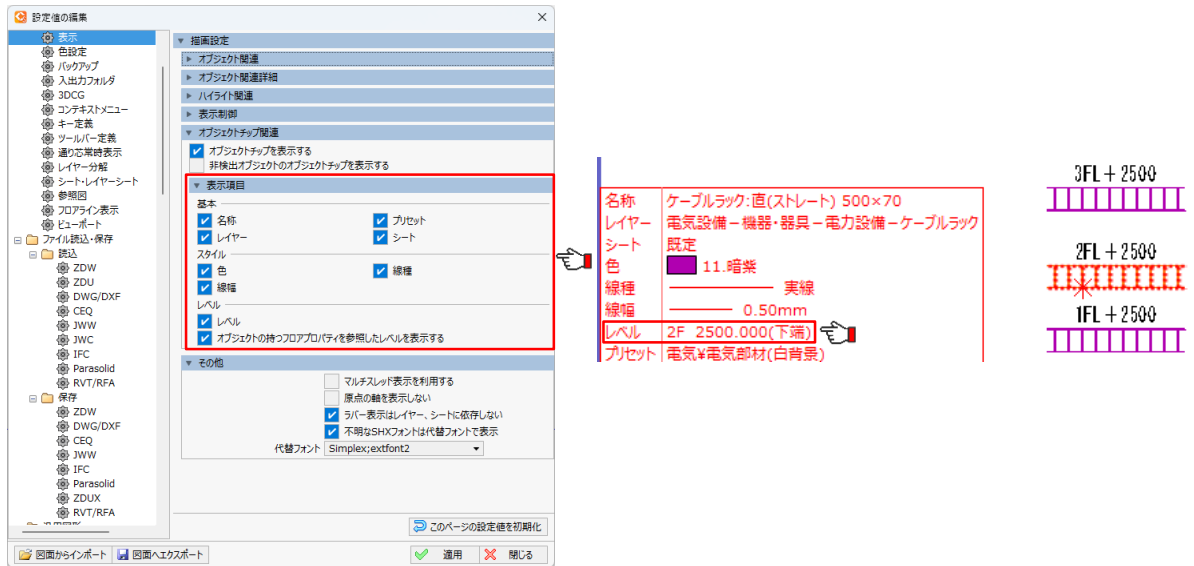 設定値の編集
表示
色設定
バックアップ
入出力フォルダ
3DCG
コンテキストメニュー
キー定義
ツールバー定義
通り芯常時表示
レイヤー分解
シート・レイヤーシート
参照図
フロアライン表示
ビューポート
ファイル読込・保存
読込
ZDW
ZDU
DWG/DXF
CEQ
JWW
JWC
IFC
Parasolid
RVT/RFA
保存
ZDW
DWG/DXF
CEQ
JWW
IFC
Parasolid
ZDUX
RVT/RFA
描画設定
オブジェクト関連
オブジェクト関連詳細
ハイライト関連
表示制御
オブジェクトチップ関連
オブジェクトチップを表示する
非検出オブジェクトのオブジェクトチップを表示する
表示項目
基本
名称 プリセット
レイヤー シート
スタイル
色 線種
線幅
レベル
レベル
オブジェクトの持つフロアプロパティを参照したレベルを表示する
その他
マルチスレッド表示を利用する
原点の軸を表示しない
ラバー表示はレイヤー、シートに依存しない
不明なSHXフォントは代替フォントで表示
代替フォント Simplex;extfont2
このページの設定値を初期化
図面からインポート 図面へエクスポート 適用 閉じる
名称 ケーブルラック:直(ストレート) 500×70
レイヤー 電気設備－機器・器具－電力設備－ケーブルラック
シート 既定
色 11.暗紫
線種 実線
線幅 0.50mm
レベル 2F 2500.000(下端)
プリセット 電気¥電気部材(白背景)
3FL＋2500
2FL＋2500
1FL＋2500